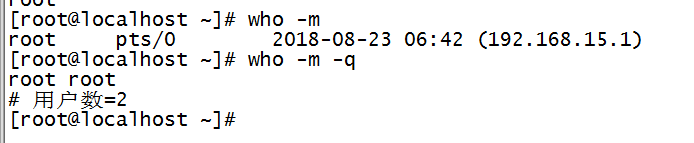 root
[root@localhost ~]# who -m
root     pts/0        2018-08-23 06:42 (192.168.15.1)
[root@localhost ~]# who -m -q
root root
# 用户数=2
[root@localhost ~]#